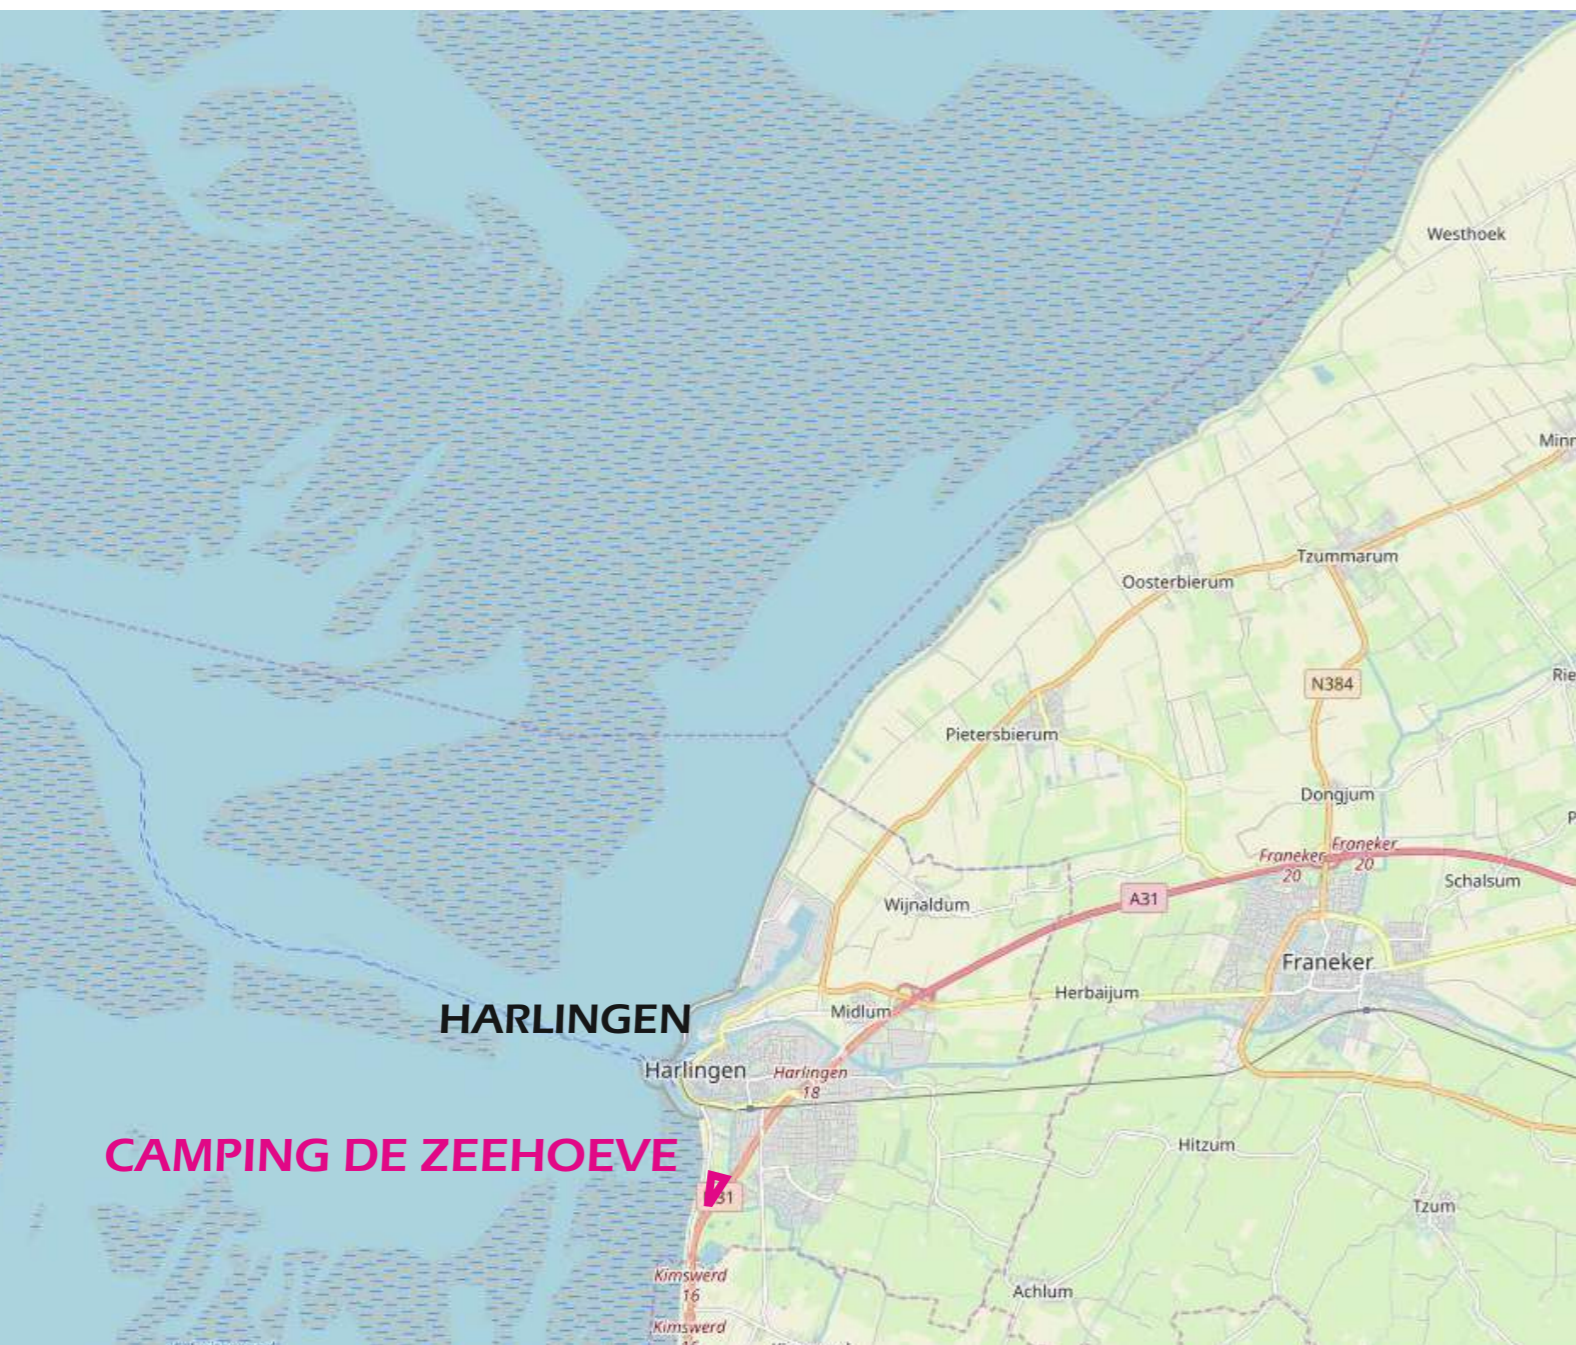 Westhoek
Minn
Tzummarum
Oosterbierum
N384
Rie
Pietersbierum
Dongjum
P
Franeker
20
Franeker
20
Schalsum
A31
Wijnaldum
Franeker
Herbaijum
HARLINGEN
Midlum
Harlingen
Harlingen
18
Hitzum
CAMPING DE ZEEHOEVE
31
Tzum
Kimswerd
16
Achlum
Kimswerd